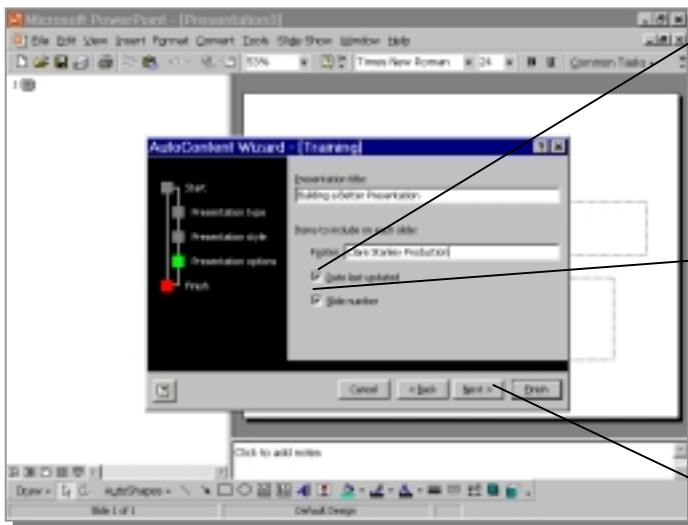 Microsoft PowerPoint - [Presentation3]
File Edit View Insert Format Convert Tools Slide Show Window Help
53% Times New Roman 24 B Common Tasks
1
AutoContent Wizard - [Training]
Start
Presentation type
Presentation style
Presentation options
Finish
Presentation title:
Building a Better Presentation
Items to include on each slide:
Footer: Production
Date last updated
Slide number
Cancel < Back Next > Finish
Click to add notes
Draw AutoShapes
Slide 1 of 1 Default Design